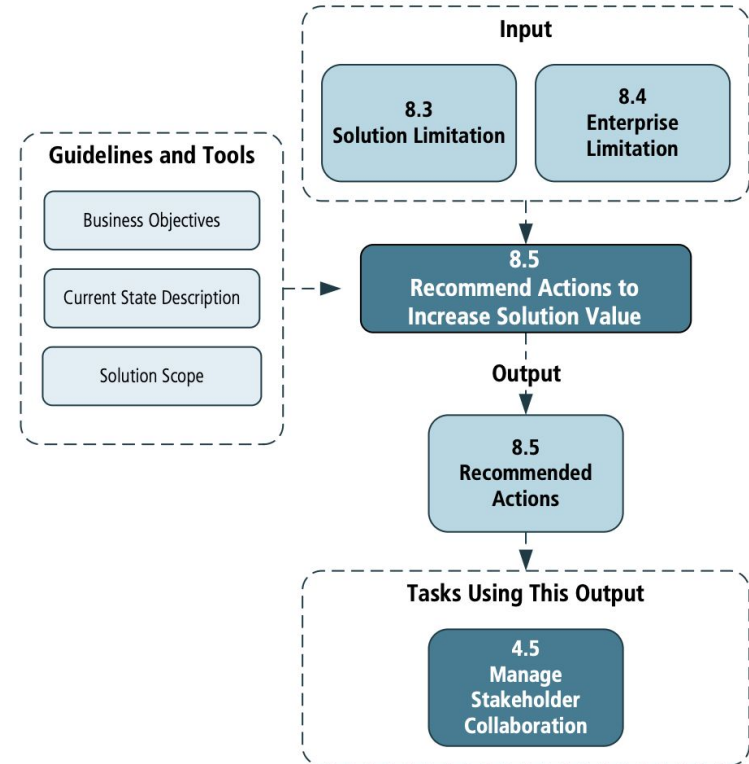 Input
8.3
Solution Limitation
8.4
Enterprise
Limitation
Guidelines and Tools
Business Objectives
Current State Description
Solution Scope
8.5
Recommend Actions to
Increase Solution Value
Output
8.5
Recommended
Actions
Tasks Using This Output
4.5
Manage
Stakeholder
Collaboration